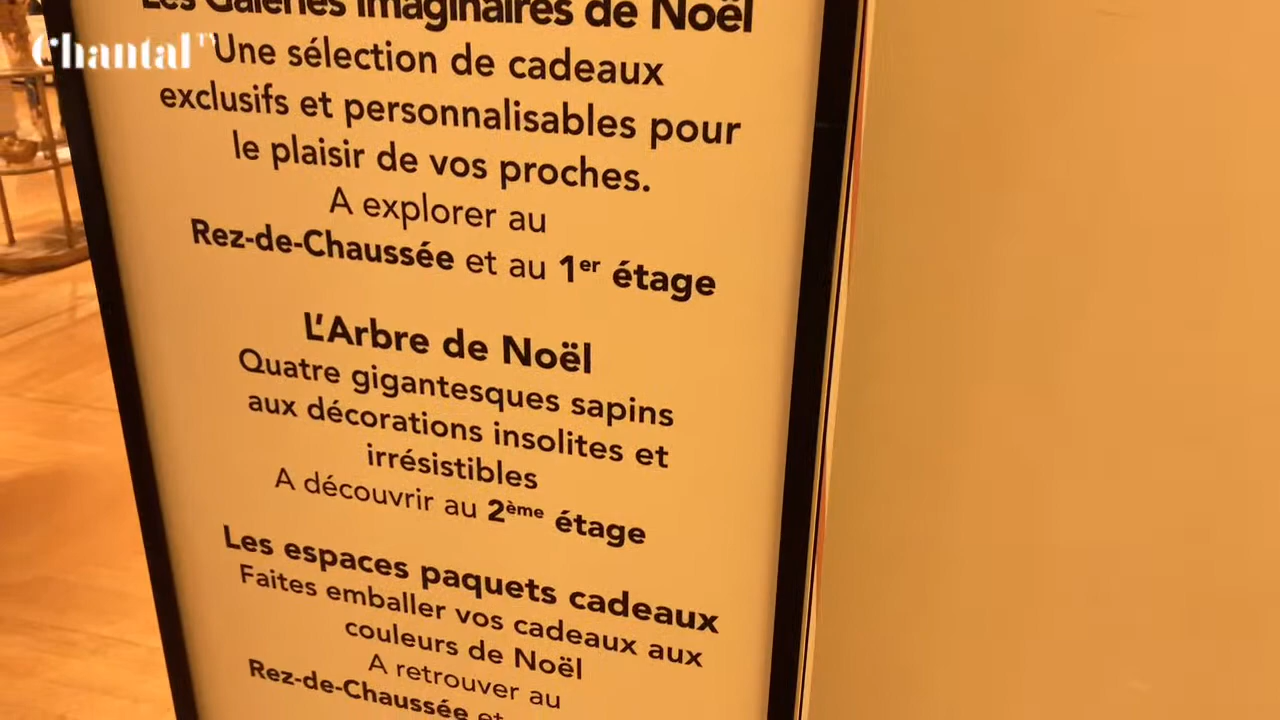 Les Galeries Imaginaires de Noël
Chantal TV
Une sélection de cadeaux
exclusifs et personnalisables pour
le plaisir de vos proches.
A explorer au
Rez-de-Chaussée et au 1er étage
L'Arbre de Noël
Quatre gigantesques sapins
aux décorations insolites et
irrésistibles
A découvrir au 2ème étage
Les espaces paquets cadeaux
Faites emballer vos cadeaux aux
couleurs de Noël
A retrouver au
Rez-de-Chaussée et